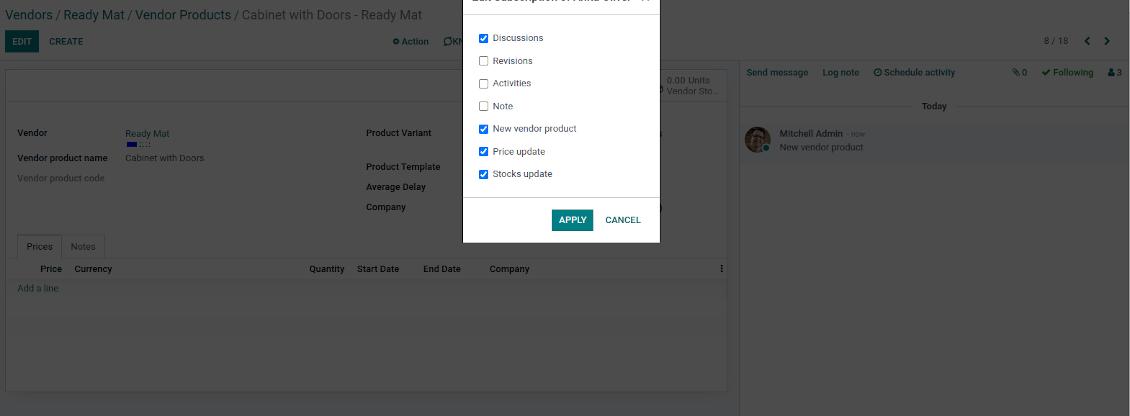 Vendors / Ready Mat / Vendor Products / Cabinet with Doors - Ready Mat
EDIT CREATE
Action
8 / 18
Discussions
Revisions
Activities
Note
New vendor product
Price update
Stocks update
APPLY CANCEL
0.00 Units
Vendor Sto...
Vendor Ready Mat
Vendor product name Cabinet with Doors
Vendor product code
Product Variant
Product Template
Average Delay
Company
Prices Notes
Price Currency Quantity Start Date End Date Company
Add a line
Send message Log note Schedule activity 0 Following 3
Today
Mitchell Admin - now
New vendor product